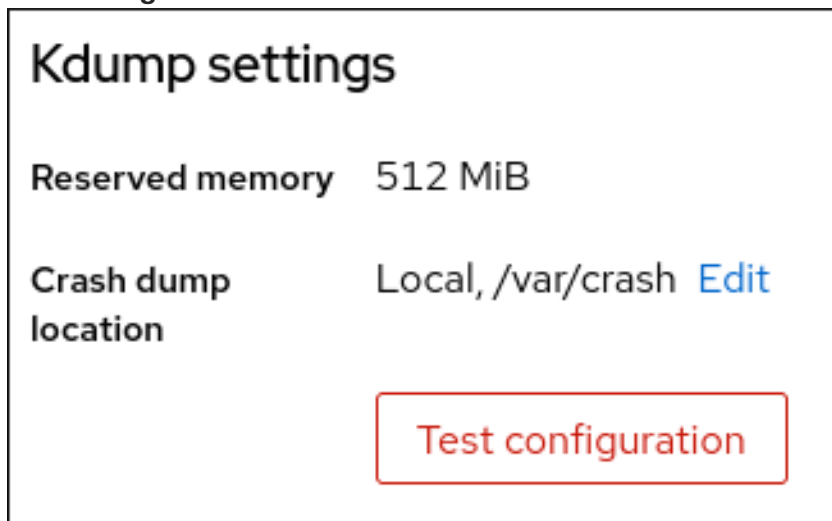 Kdump settings
Reserved memory 512 MiB
Crash dump location Local, /var/crash Edit
Test configuration